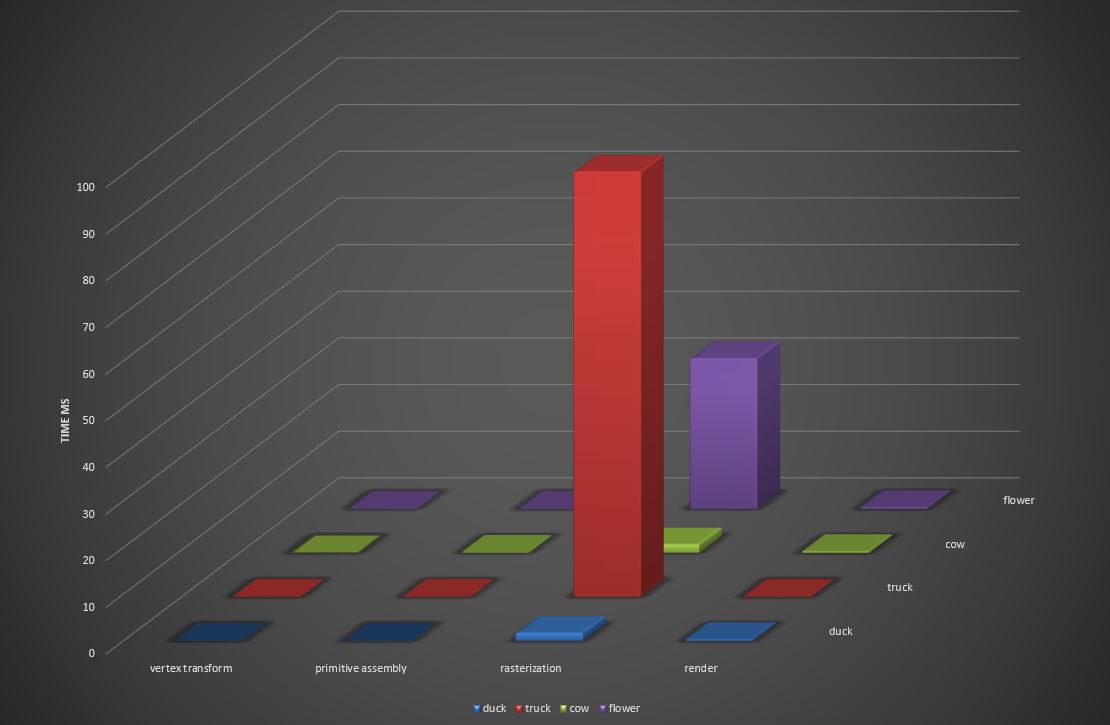 100
90
80
70
60
50
40
30
20
10
0
TIME MS
flower
cow
truck
duck
vertex transform primitive assembly rasterization render
duck truck cow flower